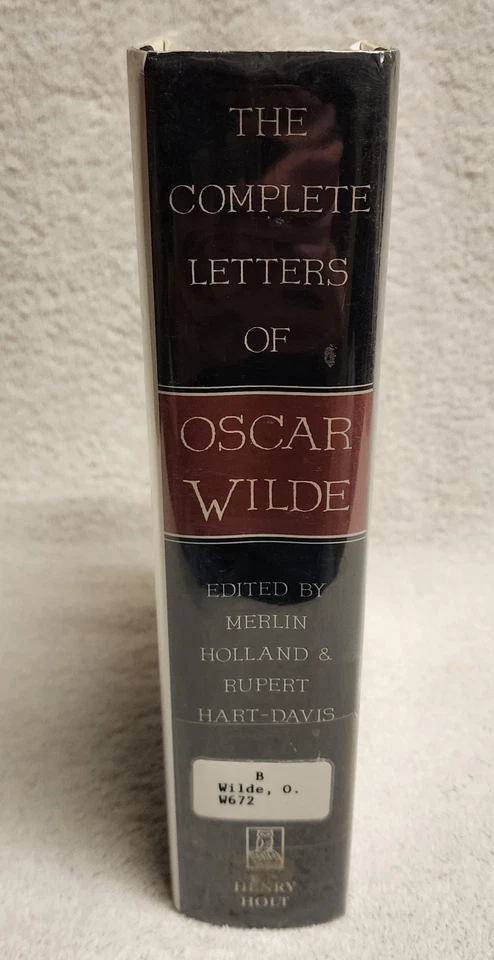 THE
COMPLETE
LETTERS
OF
OSCAR
WILDE
EDITED BY
MERLIN
HOLLAND &
RUPERT
HART-DAVIS
B
Wilde, O.
W672
HENRY
HOLT